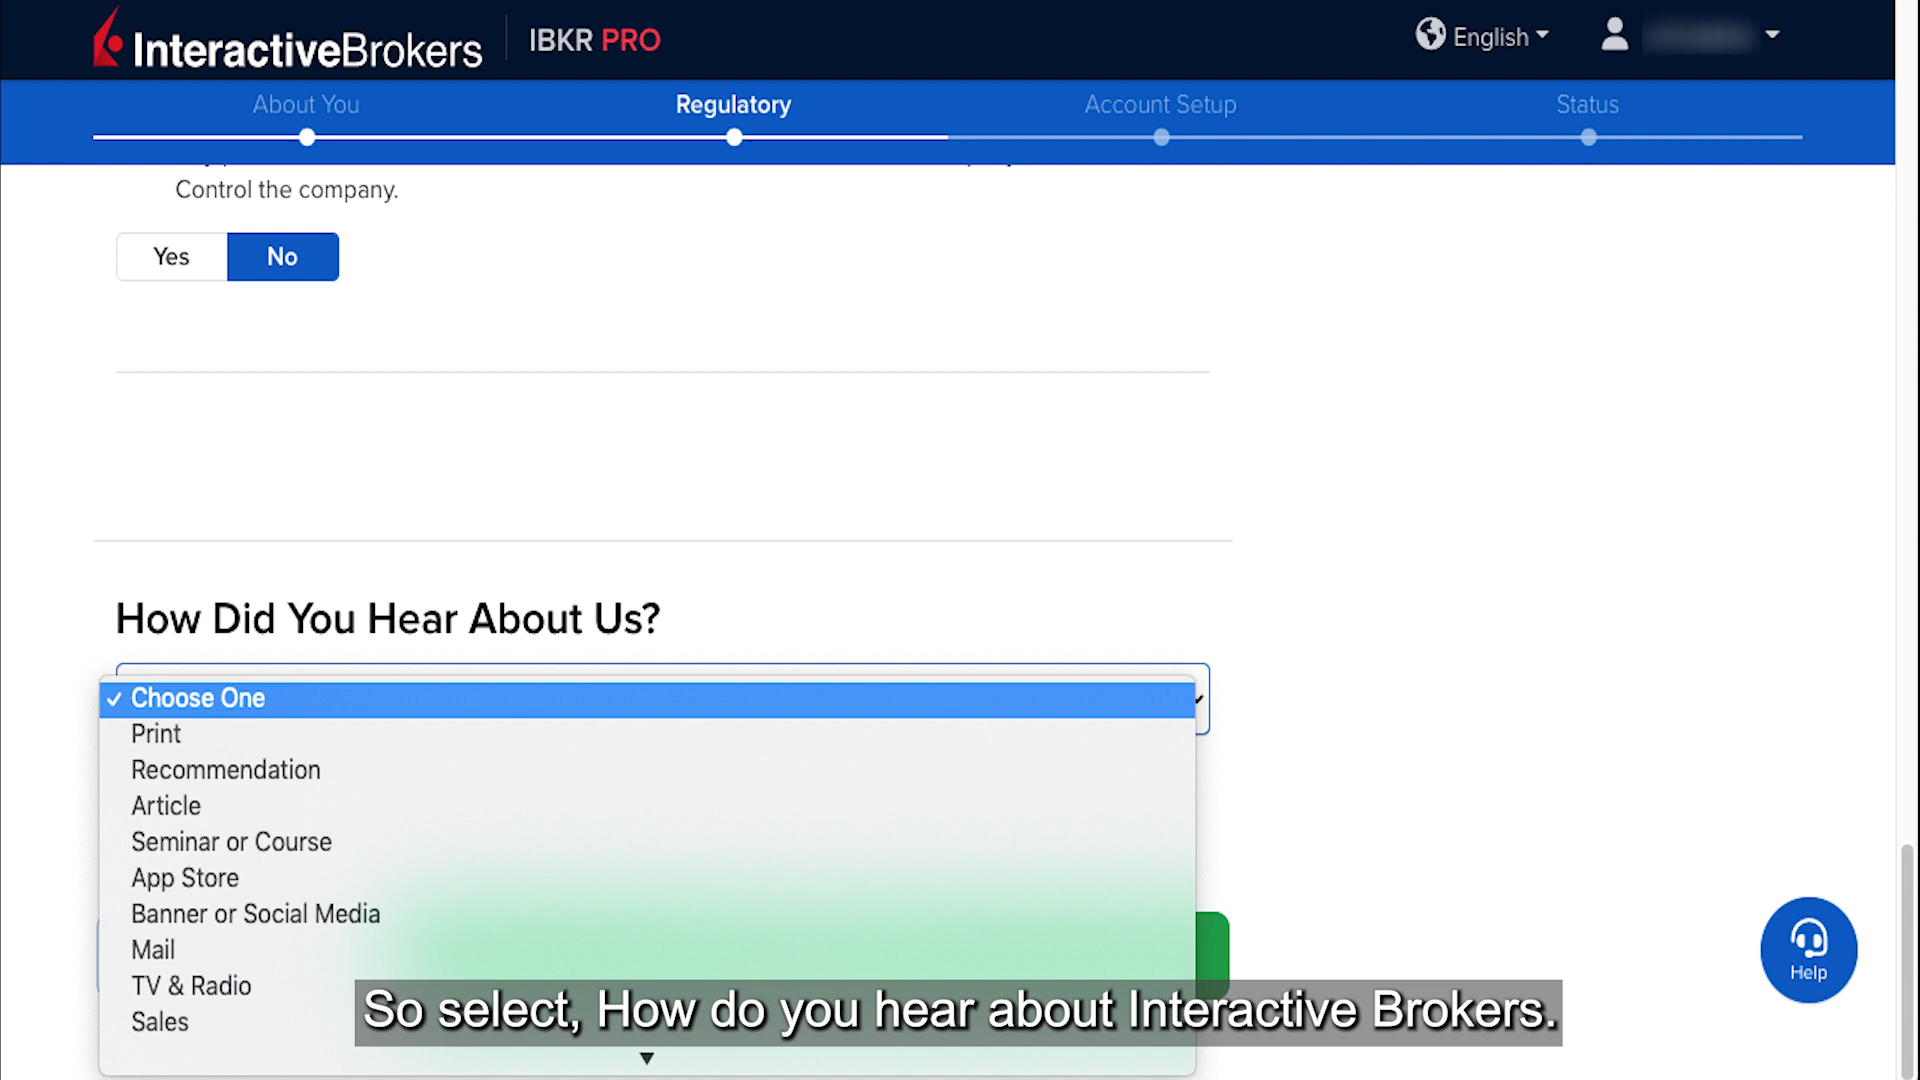 InteractiveBrokers IBKR PRO English
About You Regulatory Account Setup Status
Control the company.
Yes No
How Did You Hear About Us?
✓ Choose One
Print
Recommendation
Article
Seminar or Course
App Store
Banner or Social Media
Mail
TV & Radio
Sales
Help
So select, How do you hear about Interactive Brokers.